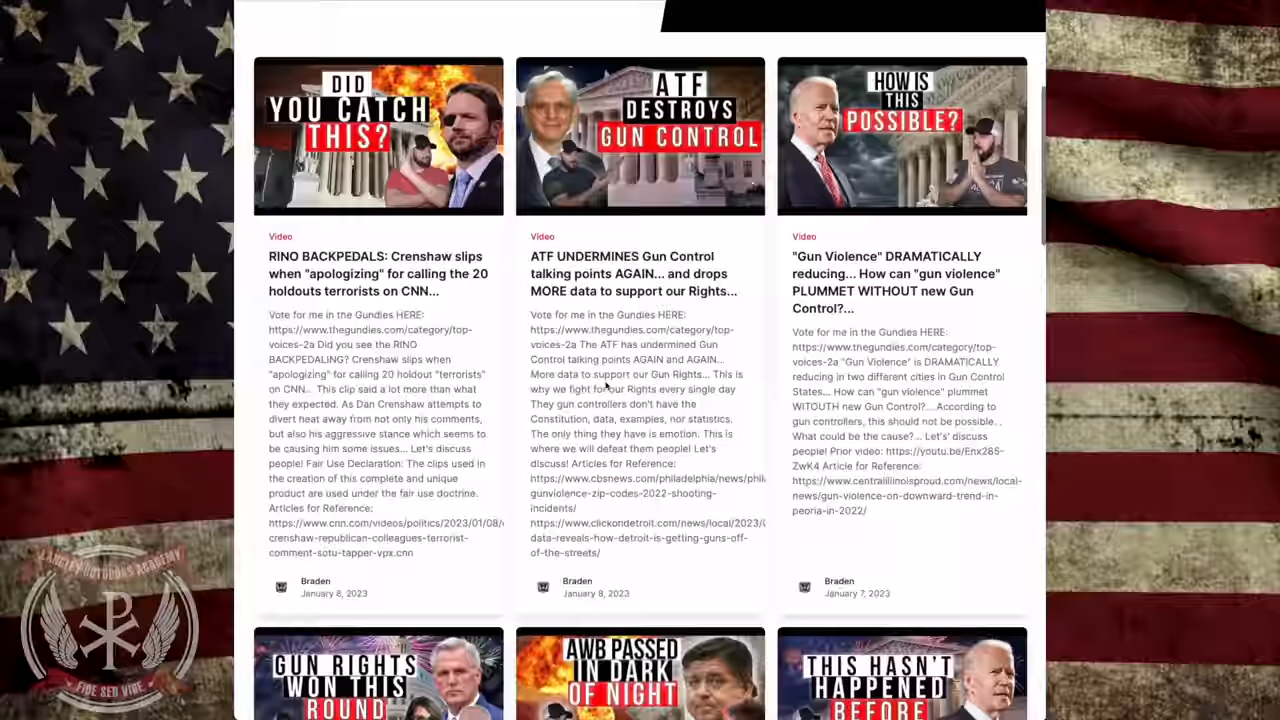 DID
YOU CATCH
THIS?
ATF
DESTROYS
GUN CONTROL
HOW IS
THIS
POSSIBLE?
Video
RINO BACKPEDALS: Crenshaw slips
when "apologizing" for calling the 20
holdouts terrorists on CNN...
Vote for me in the Gundies HERE:
https://www.thegundies.com/category/top-
voices-2a Did you see the RINO
BACKPEDALING? Crenshaw slips when
"apologizing" for calling 20 holdout "terrorists"
on CNN... This clip said a lot more than what
they expected. As Dan Crenshaw attempts to
divert heat away from not only his comments,
but also his aggressive stance which seems to
be causing him some issues... Let's discuss
people! Fair Use Declaration: The clips used in
the creation of this complete and unique
product are used under the fair use doctrine.
Articles for Reference:
https://www.cnn.com/videos/politics/2023/01/08/
crenshaw-republican-colleagues-terrorist-
comment-sotu-tapper-vpx.cnn
Braden
January 8, 2023
Video
ATF UNDERMINES Gun Control
talking points AGAIN... and drops
MORE data to support our Rights...
Vote for me in the Gundies HERE:
https://www.thegundies.com/category/top-
voices-2a The ATF has undermined Gun
Control talking points AGAIN and AGAIN...
More data to support our Gun Rights... This is
why we fight for our Rights every single day
They gun controllers don't have the
Constitution, data, examples, nor statistics.
The only thing they have is emotion. This is
where we will defeat them people! Let's
discuss! Articles for Reference:
https://www.cbsnews.com/philadelphia/news/phil
gunviolence-zip-codes-2022-shooting-
incidents/
https://www.clickondetroit.com/news/local/2023/
data-reveals-how-detroit-is-getting-guns-off-
of-the-streets/
Braden
January 8, 2023
Video
"Gun Violence" DRAMATICALLY
reducing... How can "gun violence"
PLUMMET WITHOUT new Gun
Control?...
Vote for me in the Gundies HERE:
https://www.thegundies.com/category/top-
voices-2a "Gun Violence" is DRAMATICALLY
reducing in two different cities in Gun Control
States... How can "gun violence" plummet
WITOUTH new Gun Control?....According to
gun controllers, this should not be possible...
What could be the cause?... Let's' discuss
people! Prior video: https://youtu.be/Enx285-
ZwK4 Article for Reference:
https://www.centralillinoisproud.com/news/local-
news/gun-violence-on-downward-trend-in-
peoria-in-2022/
Braden
January 7, 2023
GUN RIGHTS
WON THIS
ROUND
AWB PASSED
IN DARK
OF NIGHT
THIS HASN'T
HAPPENED
BEFORE
LANGLEY OUTDOORS ACADEMY
FIDE SED VIDE